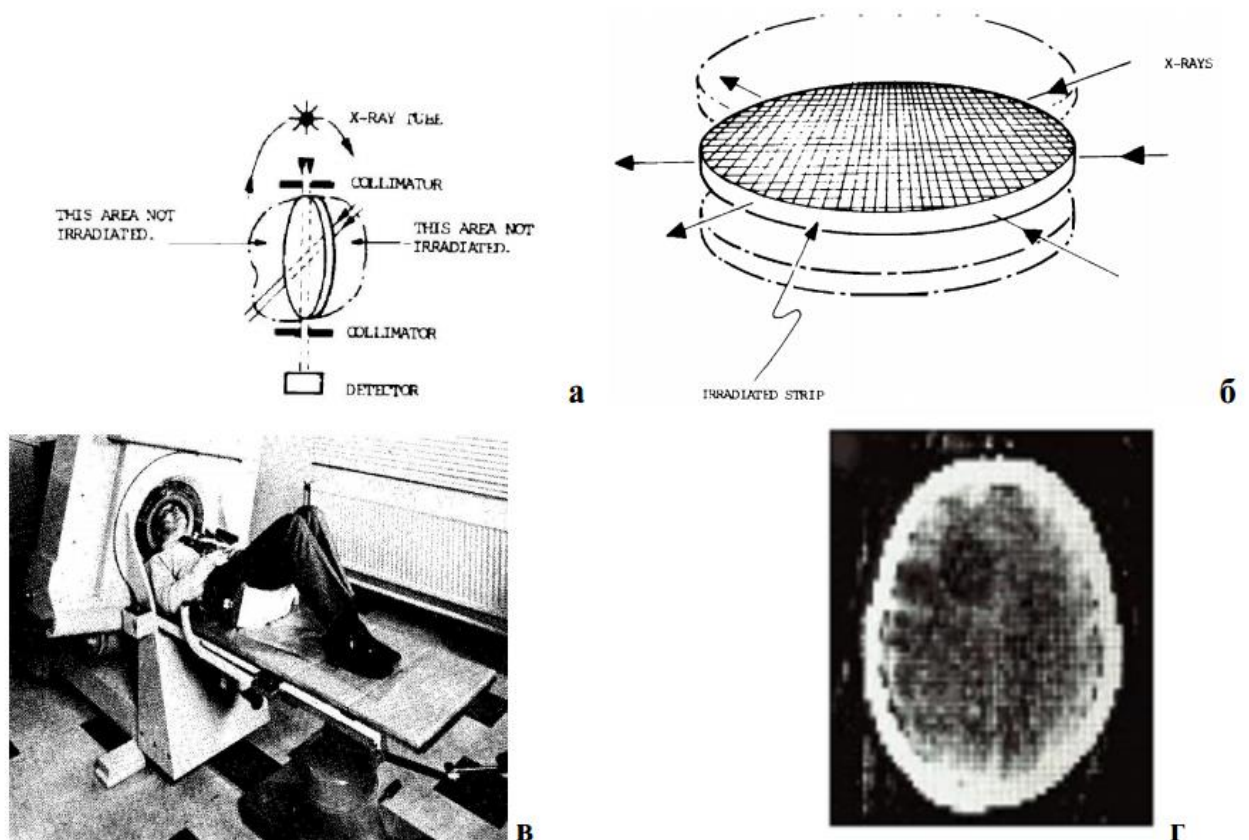 X-RAY TUBE
COLLIMATOR
THIS AREA NOT
IRRADIATED.
THIS AREA NOT
IRRADIATED.
COLLIMATOR
DETECTOR
а
X-RAYS
IRRADIATED STRIP
б
в
г